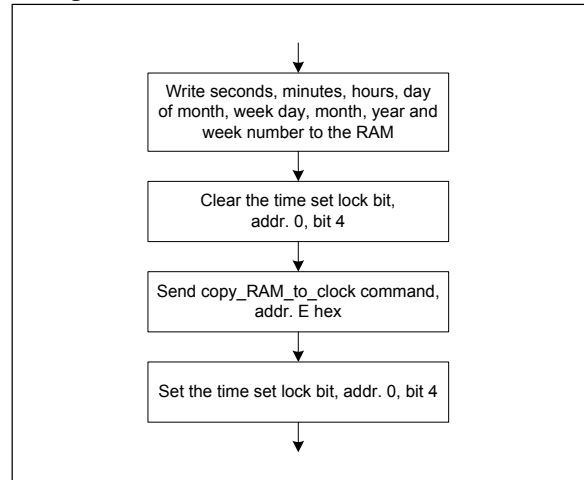 Write seconds, minutes, hours, day
of month, week day, month, year and
week number to the RAM
Clear the time set lock bit,
addr. 0, bit 4
Send copy_RAM_to_clock command,
addr. E hex
Set the time set lock bit, addr. 0, bit 4